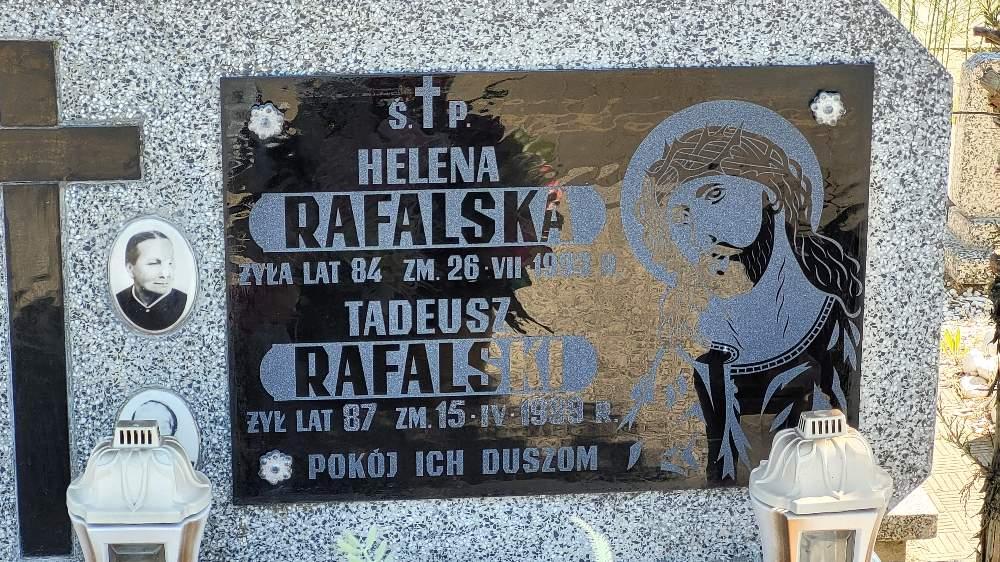 Ś. P.
HELENA
RAFALSKA
ŻYŁA LAT 84 ZM. 26·VII·1993 R
TADEUSZ
RAFALSKI
ŻYŁ LAT 87 ZM. 15·IV· R.
POKÓJ ICH DUSZOM